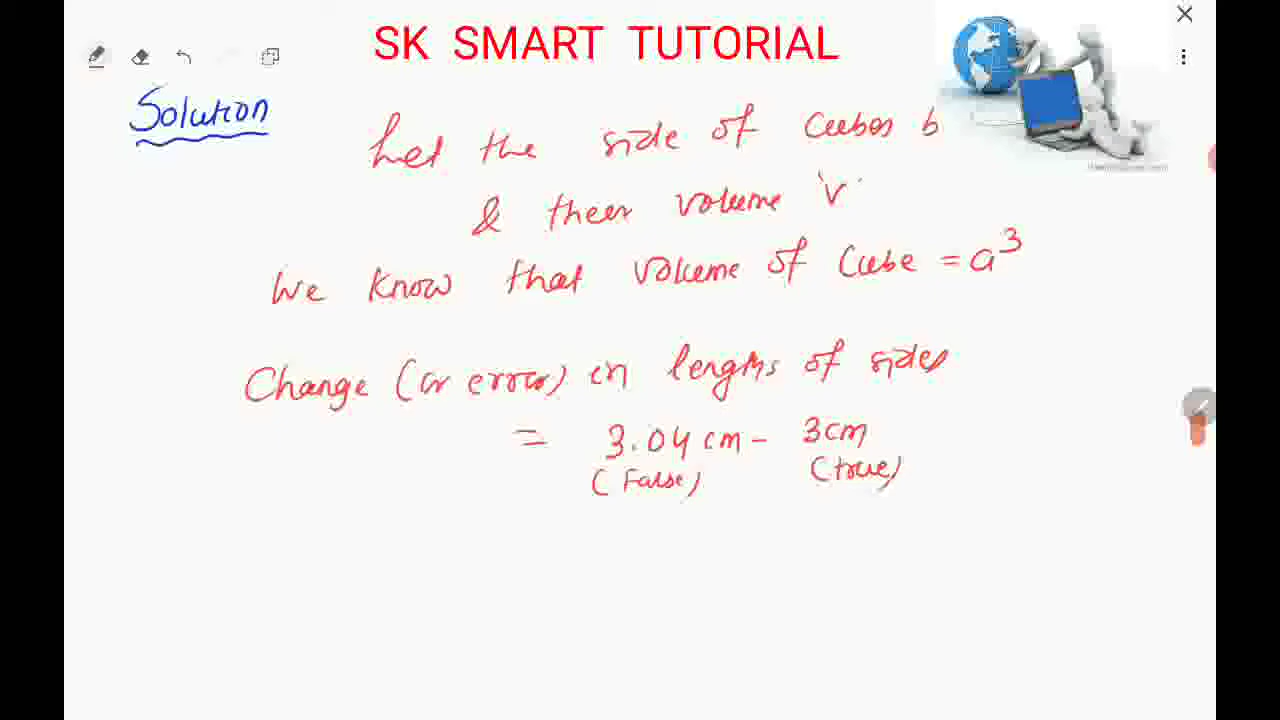 SK SMART TUTORIAL
Solution
Let the side of Cubes b
& their volume 'V'
We know that volume of Cube = a³
Change (or error) in lengths of sides
= 3.04 cm - 3cm
(False) (true)